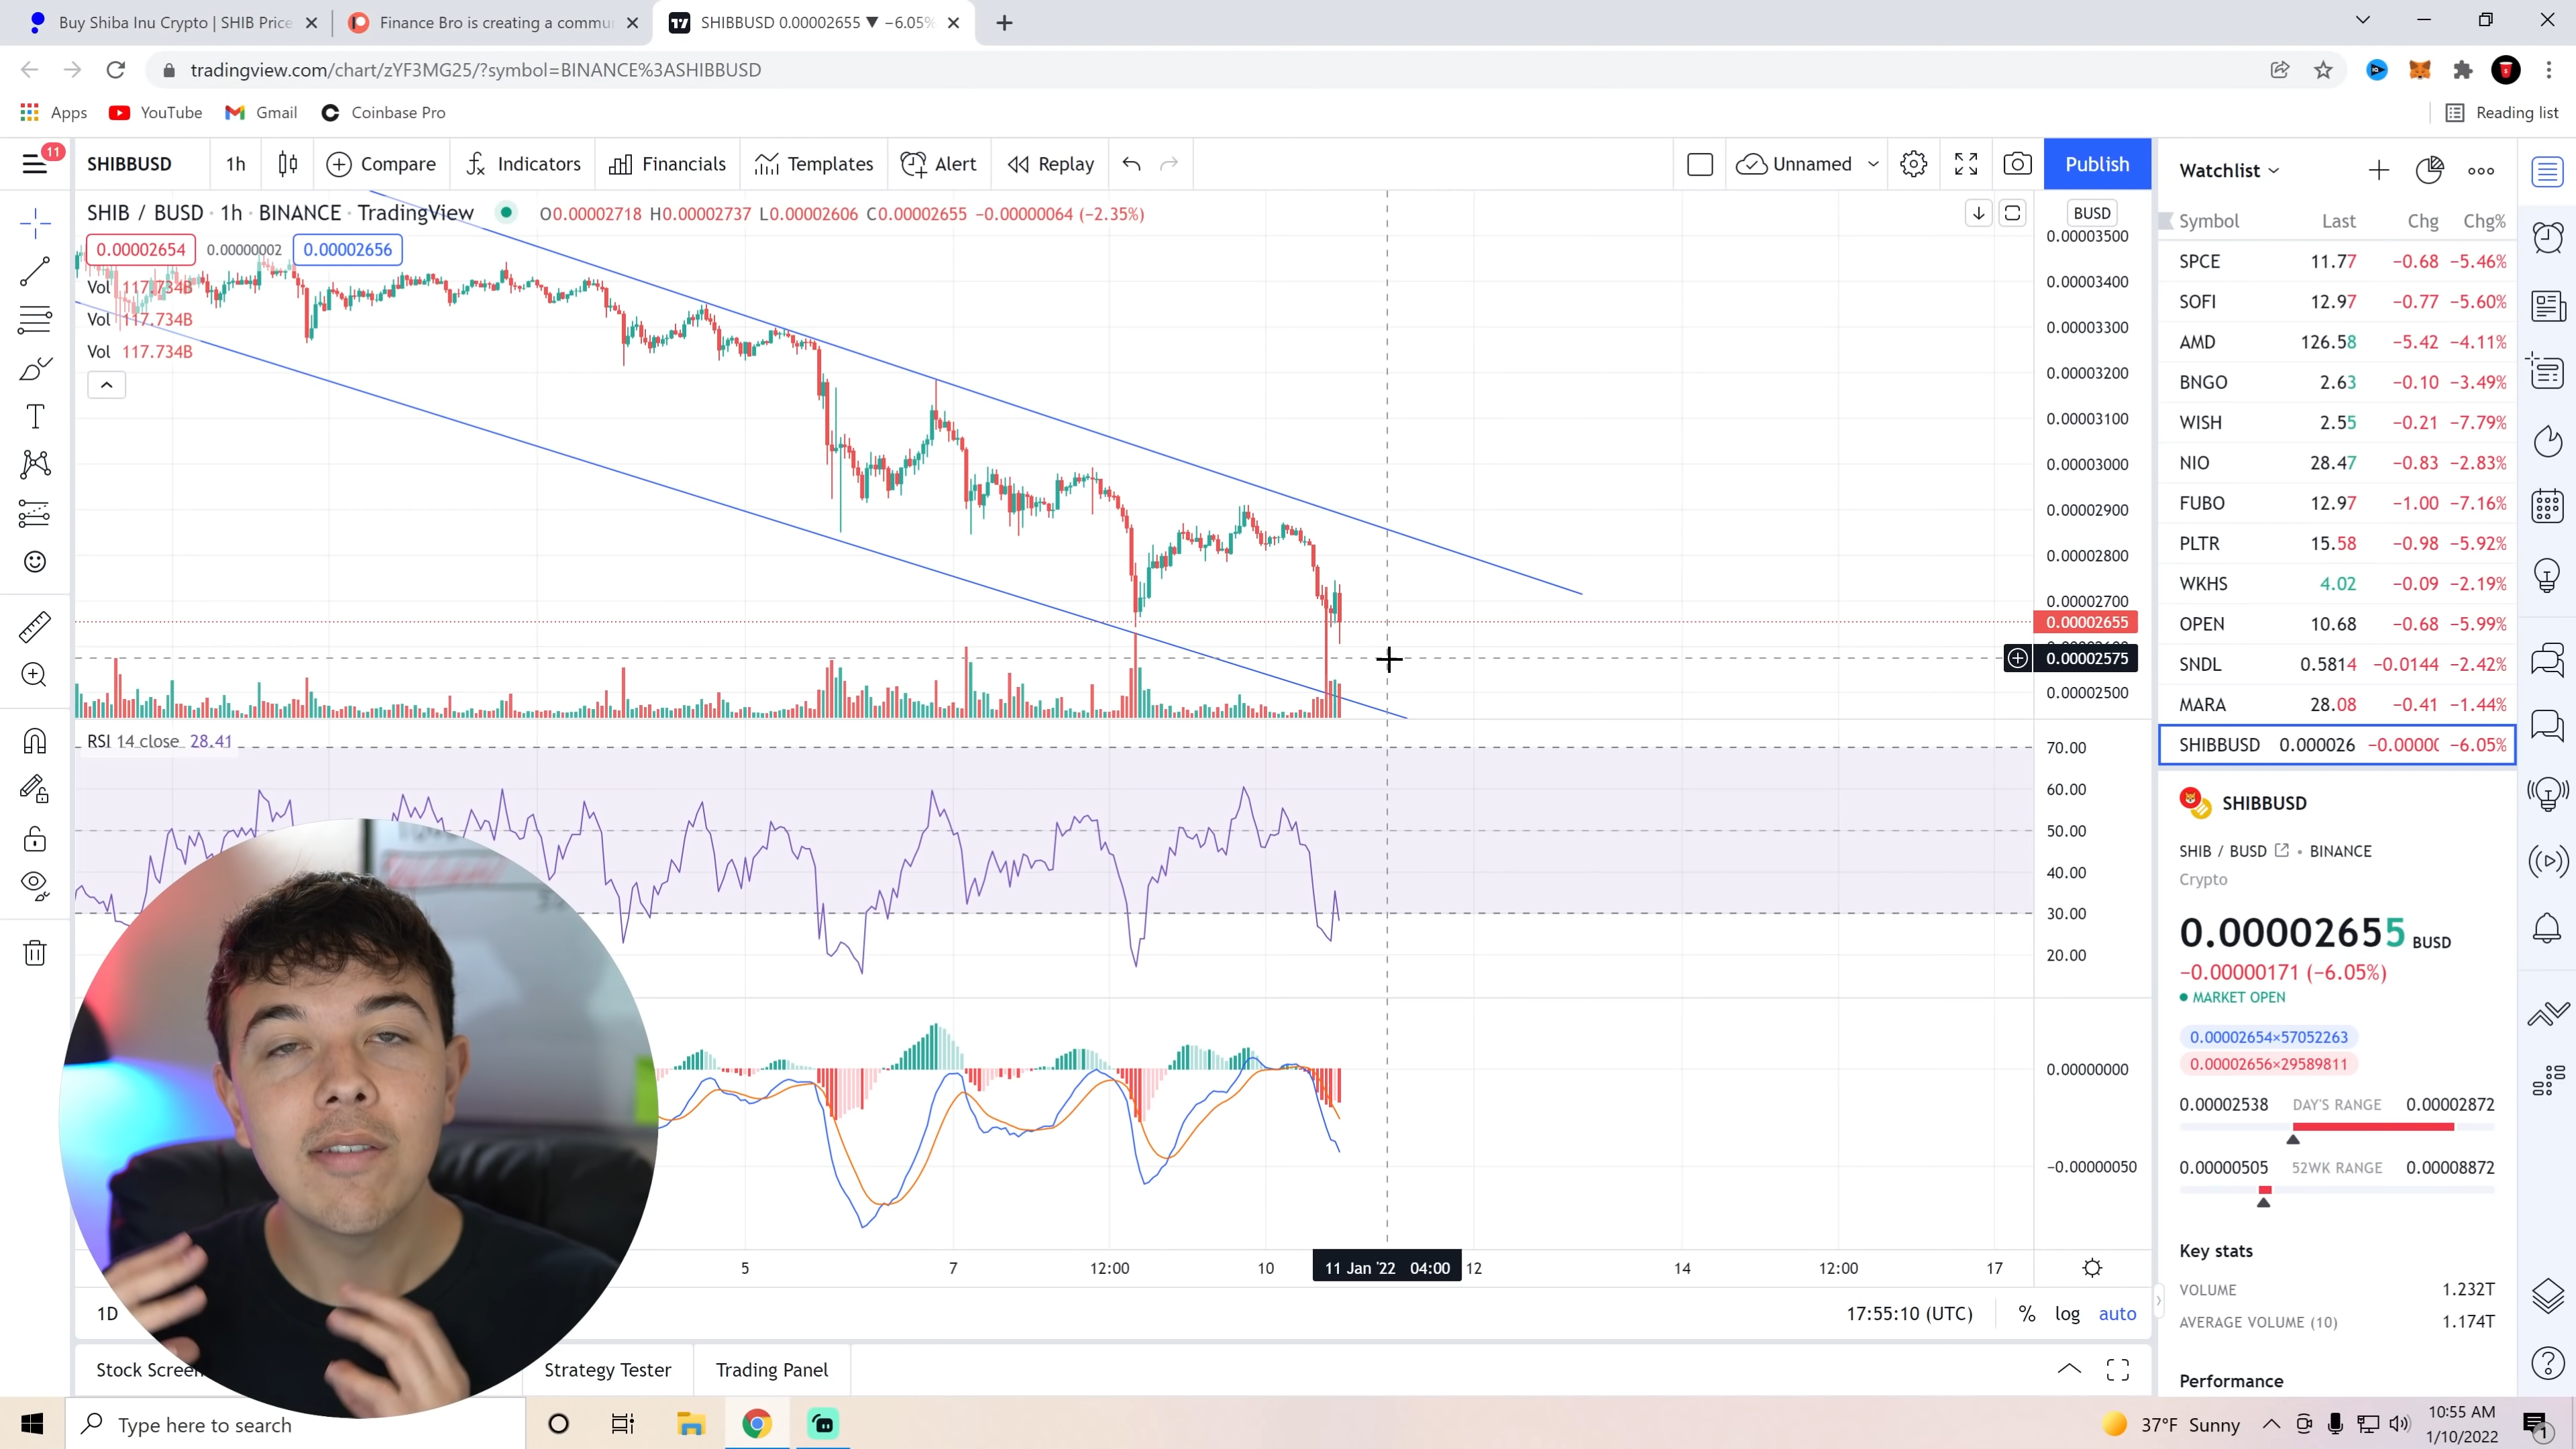 Buy Shiba Inu Crypto | SHIB Price
Finance Bro is creating a commu
SHIBBUSD 0.00002655 ▼ −6.05%
tradingview.com/chart/zYF3MG25/?symbol=BINANCE%3ASHIBBUSD
Apps YouTube Gmail Coinbase Pro Reading list
11
SHIBBUSD 1h Compare Indicators Financials Templates Alert Replay Unnamed Publish
SHIB / BUSD · 1h · BINANCE · TradingView O0.00002718 H0.00002737 L0.00002606 C0.00002655 −0.00000064 (−2.35%)
0.00002654 0.00000002 0.00002656
Vol 117.734B
Vol 117.734B
Vol 117.734B
BUSD
0.00003500
0.00003400
0.00003300
0.00003200
0.00003100
0.00003000
0.00002900
0.00002800
0.00002700
0.00002655
0.00002575
0.00002500
RSI 14 close 28.41
70.00
60.00
50.00
40.00
30.00
20.00
0.00000000
−0.00000050
5 7 12:00 10 11 Jan '22 04:00 12 14 12:00 17
1D 17:55:10 (UTC) % log auto
Stock Screen Strategy Tester Trading Panel
Watchlist
Symbol Last Chg Chg%
SPCE 11.77 −0.68 −5.46%
SOFI 12.97 −0.77 −5.60%
AMD 126.58 −5.42 −4.11%
BNGO 2.63 −0.10 −3.49%
WISH 2.55 −0.21 −7.79%
NIO 28.47 −0.83 −2.83%
FUBO 12.97 −1.00 −7.16%
PLTR 15.58 −0.98 −5.92%
WKHS 4.02 −0.09 −2.19%
OPEN 10.68 −0.68 −5.99%
SNDL 0.5814 −0.0144 −2.42%
MARA 28.08 −0.41 −1.44%
SHIBBUSD 0.000026 −0.0000( −6.05%
SHIBBUSD
SHIB / BUSD • BINANCE
Crypto
0.00002655 BUSD
−0.00000171 (−6.05%)
MARKET OPEN
0.00002654×57052263
0.00002656×29589811
0.00002538 DAY'S RANGE 0.00002872
0.00000505 52WK RANGE 0.00008872
Key stats
VOLUME 1.232T
AVERAGE VOLUME (10) 1.174T
Performance
Type here to search
37°F Sunny
10:55 AM
1/10/2022
1